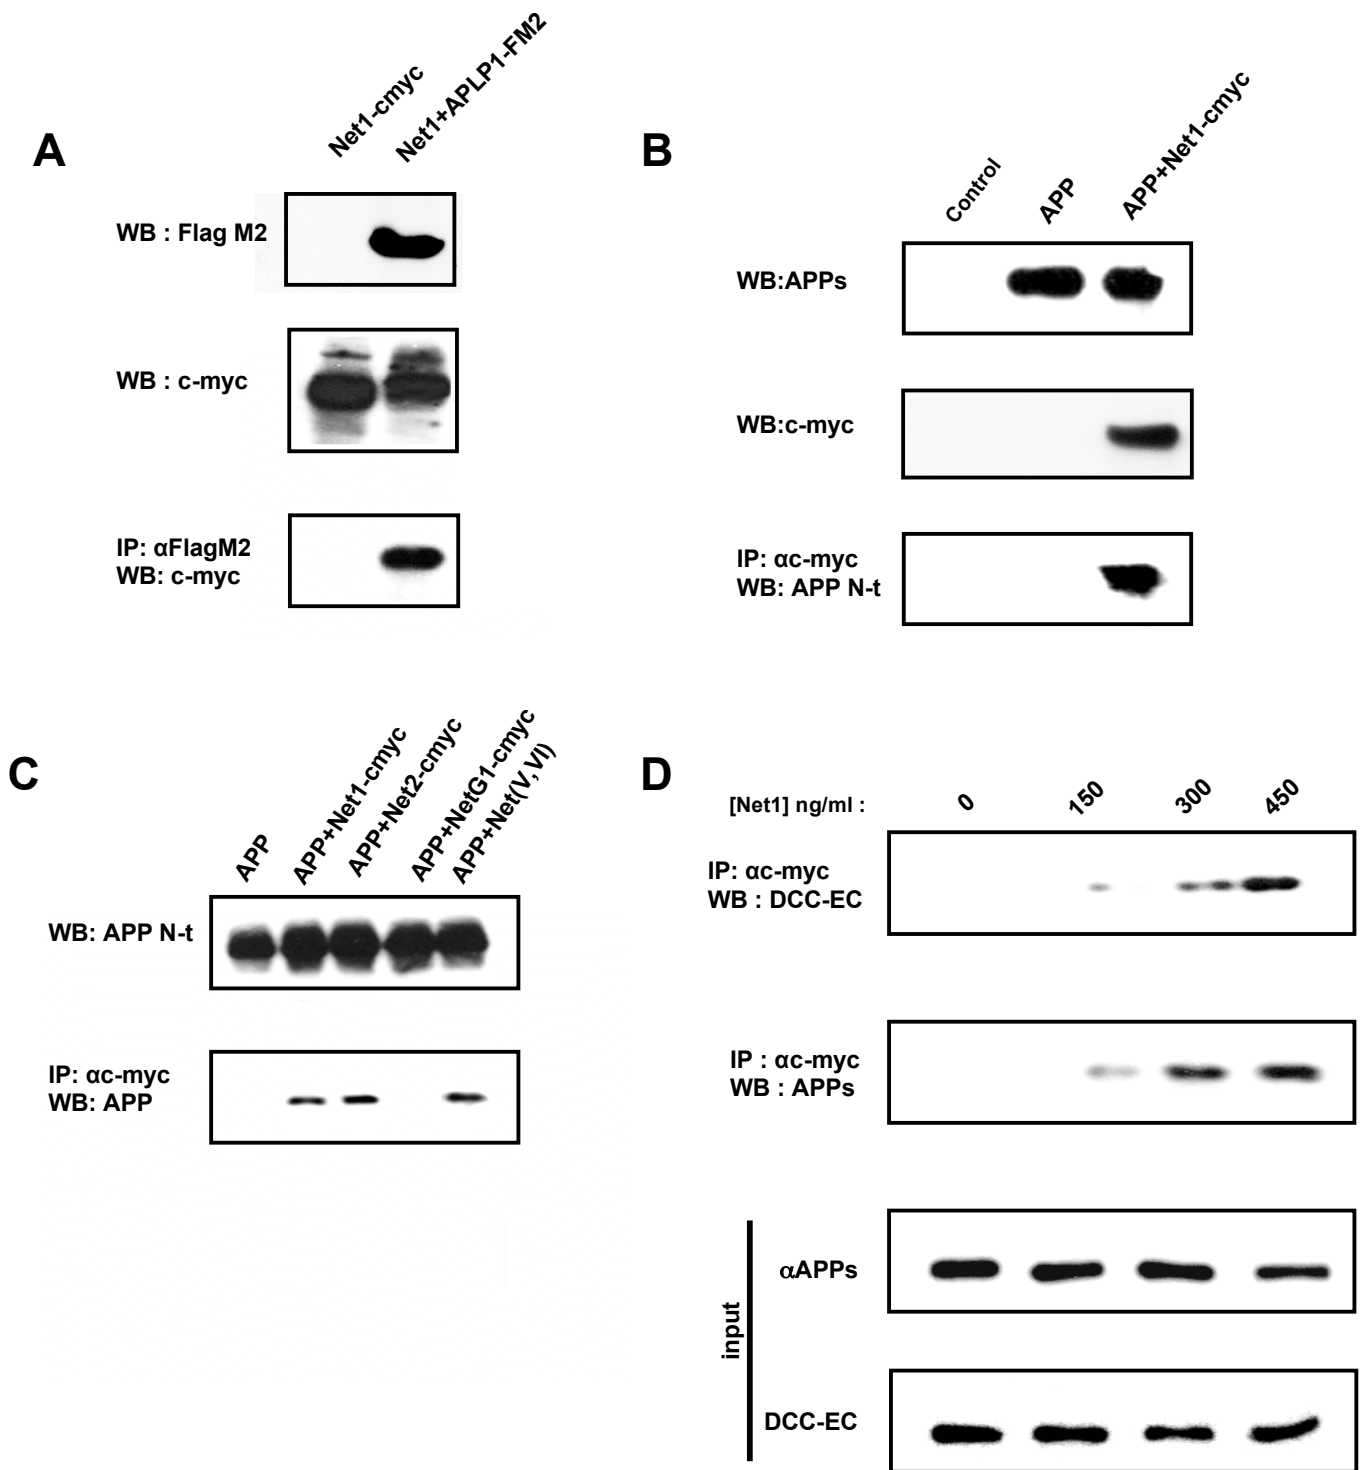 A
Net1-cmyc
Net1+APLP1-FM2
WB : Flag M2
WB : c-myc
IP: αFlagM2
WB: c-myc
B
Control
APP
APP+Net1-cmyc
WB:APPs
WB:c-myc
IP: αc-myc
WB: APP N-t
C
APP
APP+Net1-cmyc
APP+Net2-cmyc
APP+NetG1-cmyc
APP+Net(V,VI)
WB: APP N-t
IP: αc-myc
WB: APP
D
[Net1] ng/ml :
0
150
300
450
IP: αc-myc
WB : DCC-EC
IP : αc-myc
WB : APPs
input
αAPPs
DCC-EC